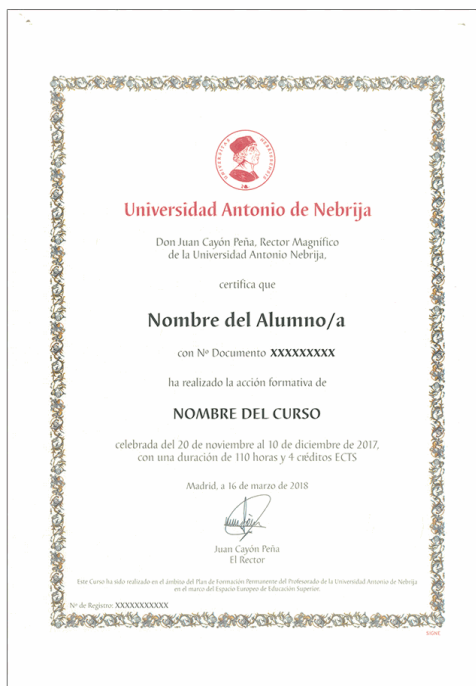 Universidad Antonio de Nebrija
Don Juan Cayón Peña, Rector Magnífico
de la Universidad Antonio Nebrija,
certifica que
Nombre del Alumno/a
con Nº Documento XXXXXXXXX
ha realizado la acción formativa de
NOMBRE DEL CURSO
celebrada del 20 de noviembre al 10 de diciembre de 2017,
con una duración de 110 horas y 4 créditos ECTS
Madrid, a 16 de marzo de 2018
Juan Cayón Peña
El Rector
Este Curso ha sido realizado en el ámbito del Plan de Formación Permanente del Profesorado de la Universidad Antonio de Nebrija
en el marco del Espacio Europeo de Educación Superior.
Nº de Registro: XXXXXXXXXXX
SIGNE